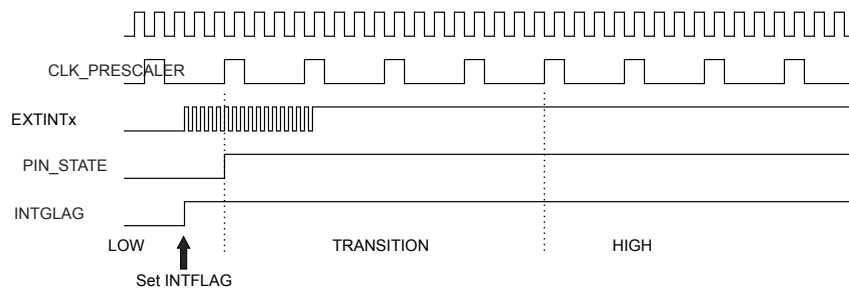 CLK_PRESCALER
EXTINTx
PIN_STATE
INTGLAG
LOW TRANSITION HIGH
Set INTFLAG